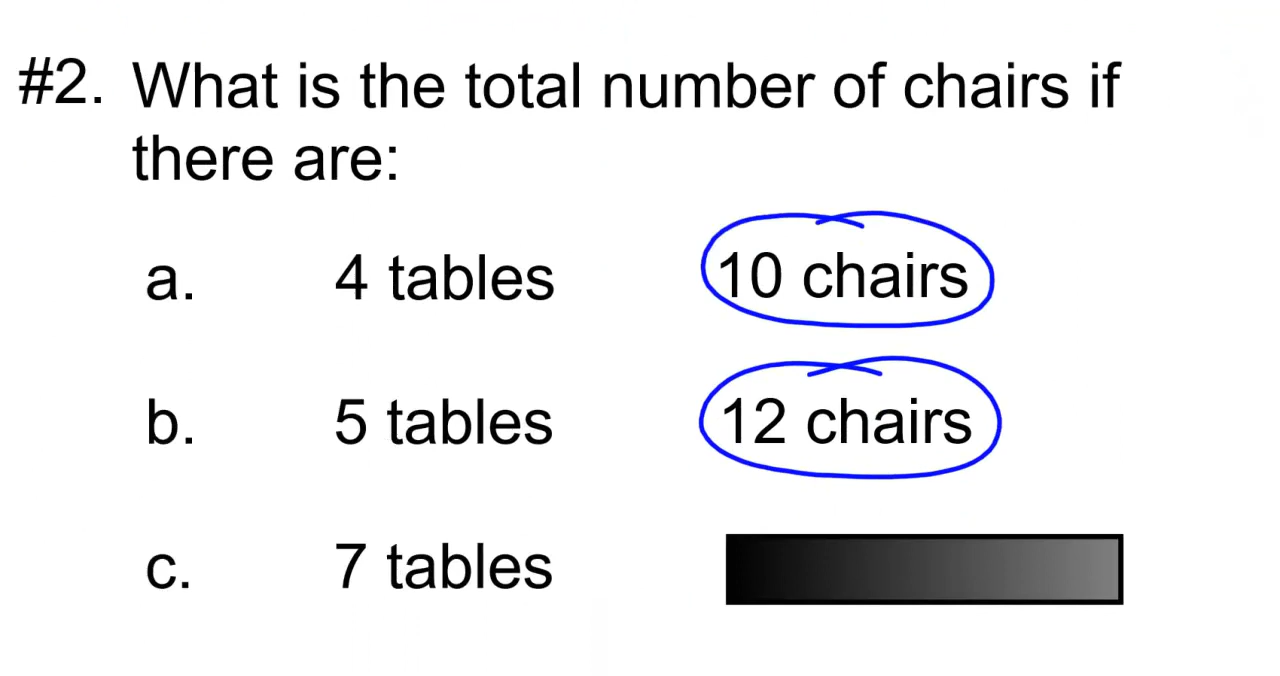 #2. What is the total number of chairs if
there are:
a. 4 tables 10 chairs
b. 5 tables 12 chairs
c. 7 tables